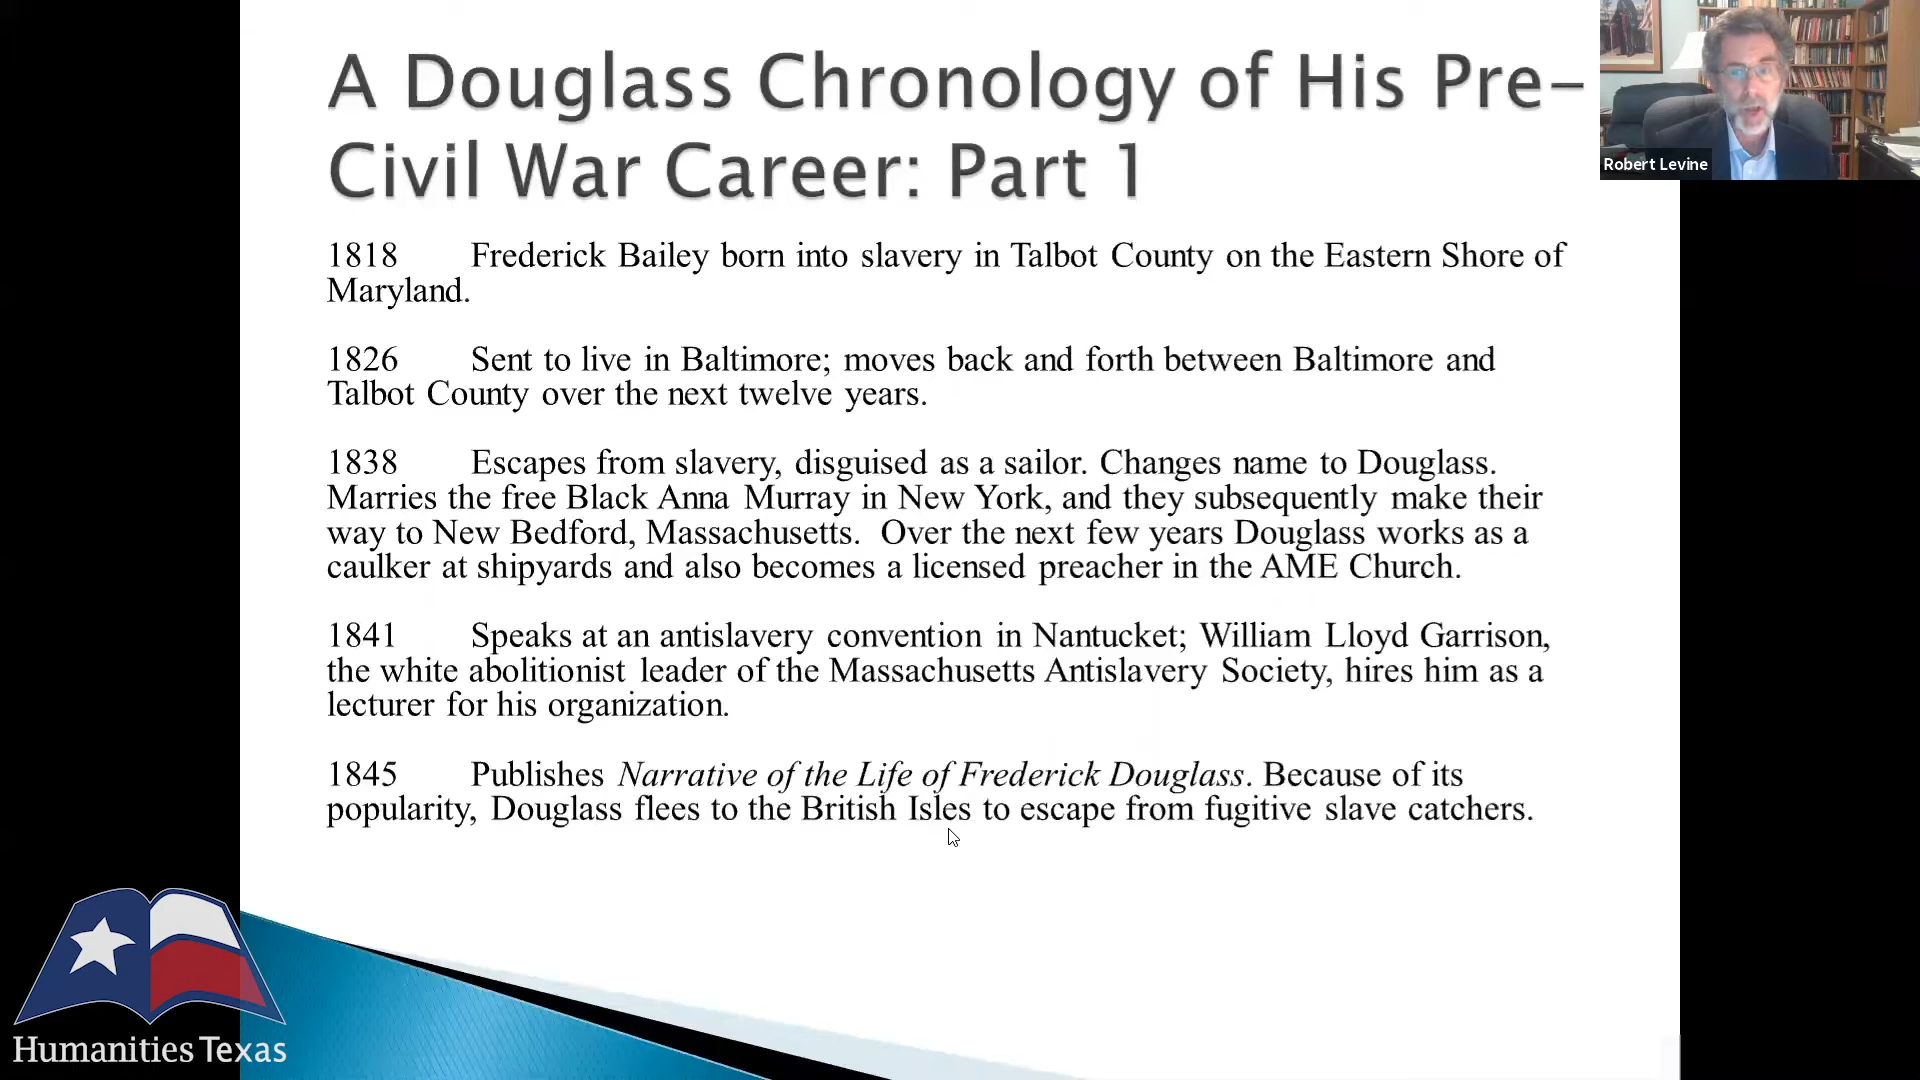 A Douglass Chronology of His Pre-
Civil War Career: Part 1
Robert Levine
1818 Frederick Bailey born into slavery in Talbot County on the Eastern Shore of
Maryland.
1826 Sent to live in Baltimore; moves back and forth between Baltimore and
Talbot County over the next twelve years.
1838 Escapes from slavery, disguised as a sailor. Changes name to Douglass.
Marries the free Black Anna Murray in New York, and they subsequently make their
way to New Bedford, Massachusetts. Over the next few years Douglass works as a
caulker at shipyards and also becomes a licensed preacher in the AME Church.
1841 Speaks at an antislavery convention in Nantucket; William Lloyd Garrison,
the white abolitionist leader of the Massachusetts Antislavery Society, hires him as a
lecturer for his organization.
1845 Publishes Narrative of the Life of Frederick Douglass. Because of its
popularity, Douglass flees to the British Isles to escape from fugitive slave catchers.
Humanities Texas